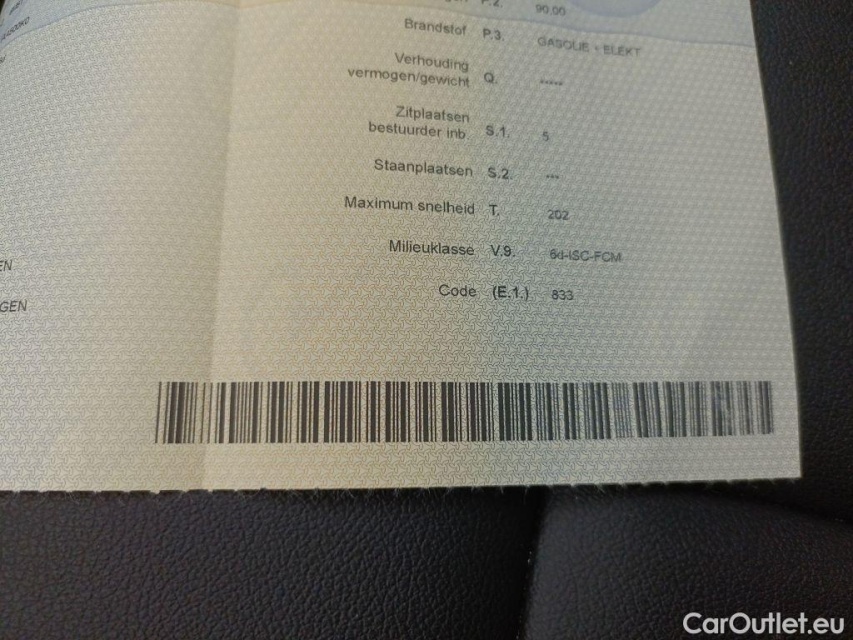 P.2. 90.00
Brandstof P.3. GASOLIE + ELEKT
Verhouding
vermogen/gewicht Q. -----
Zitplaatsen
bestuurder inb. S.1. 5
Staanplaatsen S.2. ---
Maximum snelheid T. 202
Milieuklasse V.9. 6d-ISC-FCM
EN
Code (E.1.) 833
GEN
CarOutlet.eu